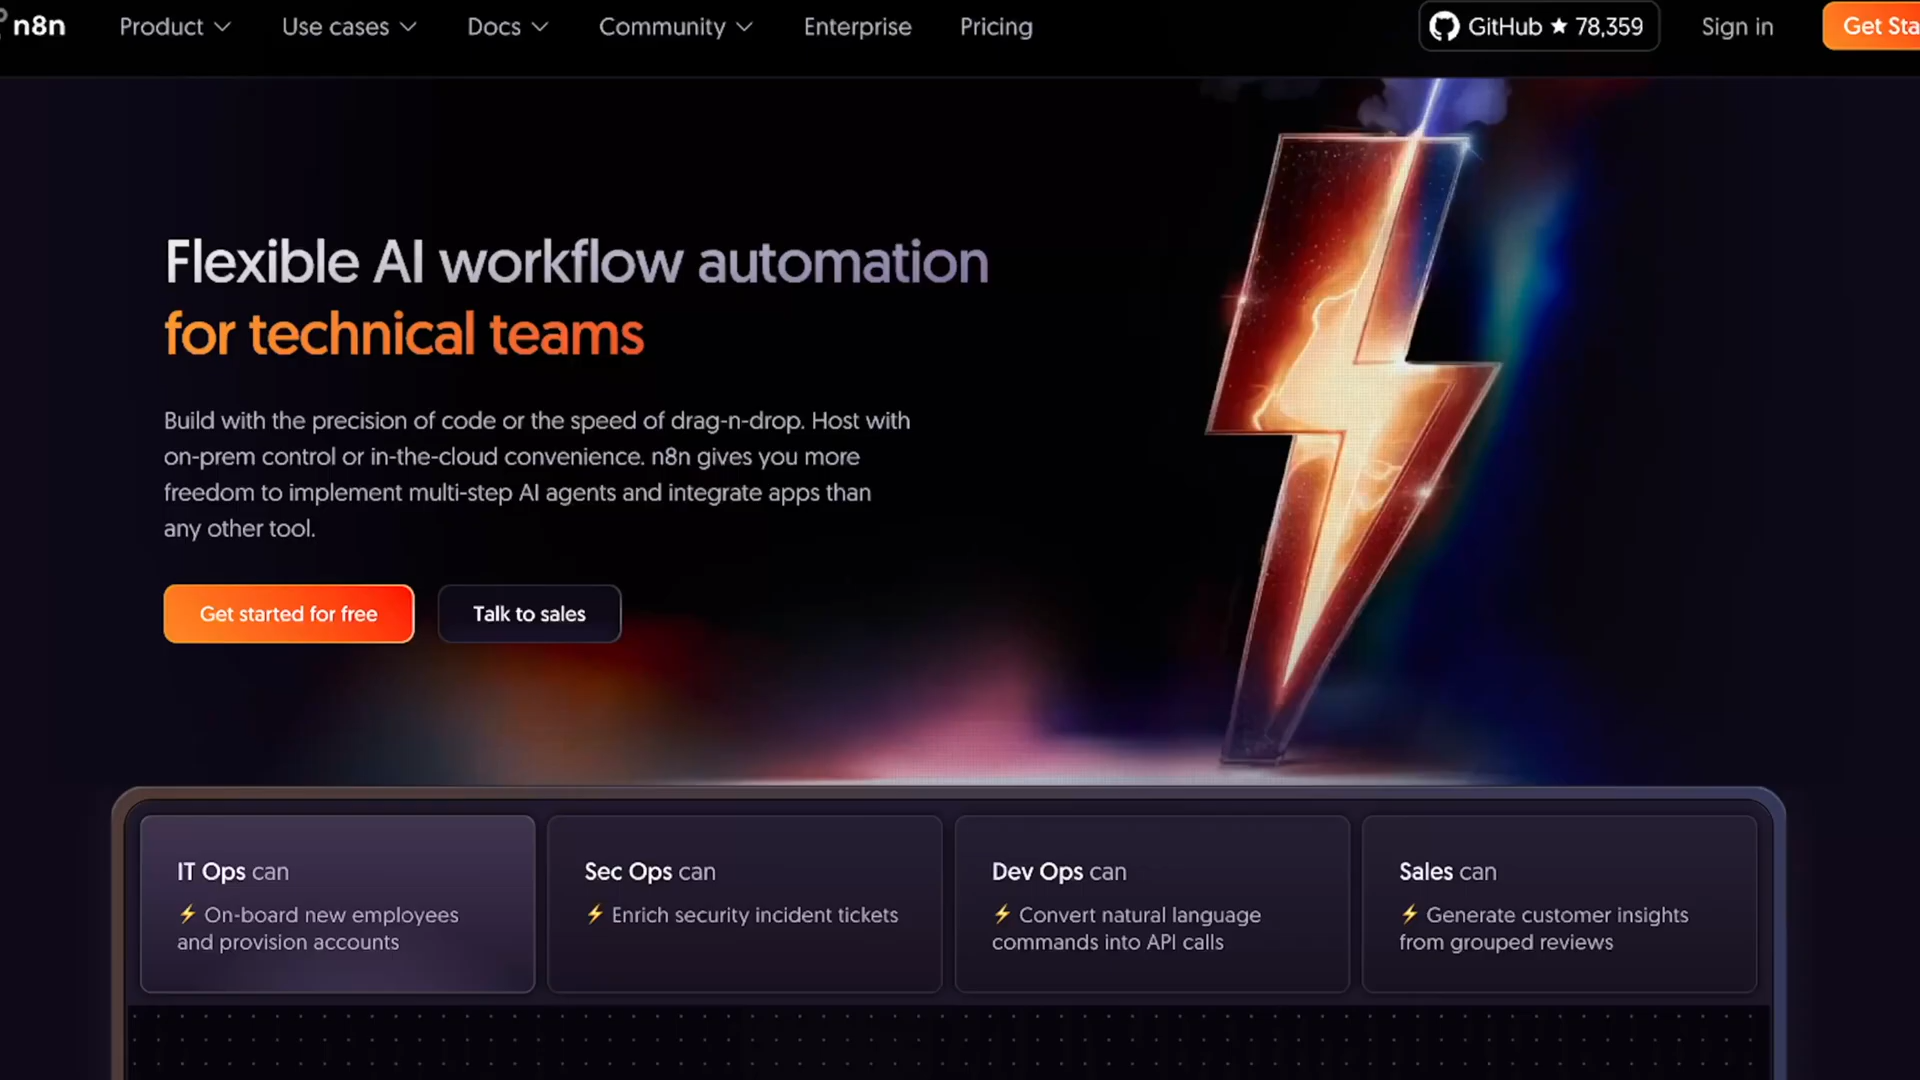 n8n Product Use cases Docs Community Enterprise Pricing GitHub ★ 78,359 Sign in Get Sta
Flexible AI workflow automation
for technical teams
Build with the precision of code or the speed of drag-n-drop. Host with
on-prem control or in-the-cloud convenience. n8n gives you more
freedom to implement multi-step AI agents and integrate apps than
any other tool.
Get started for free Talk to sales
IT Ops can
⚡ On-board new employees
and provision accounts
Sec Ops can
⚡ Enrich security incident tickets
Dev Ops can
⚡ Convert natural language
commands into API calls
Sales can
⚡ Generate customer insights
from grouped reviews